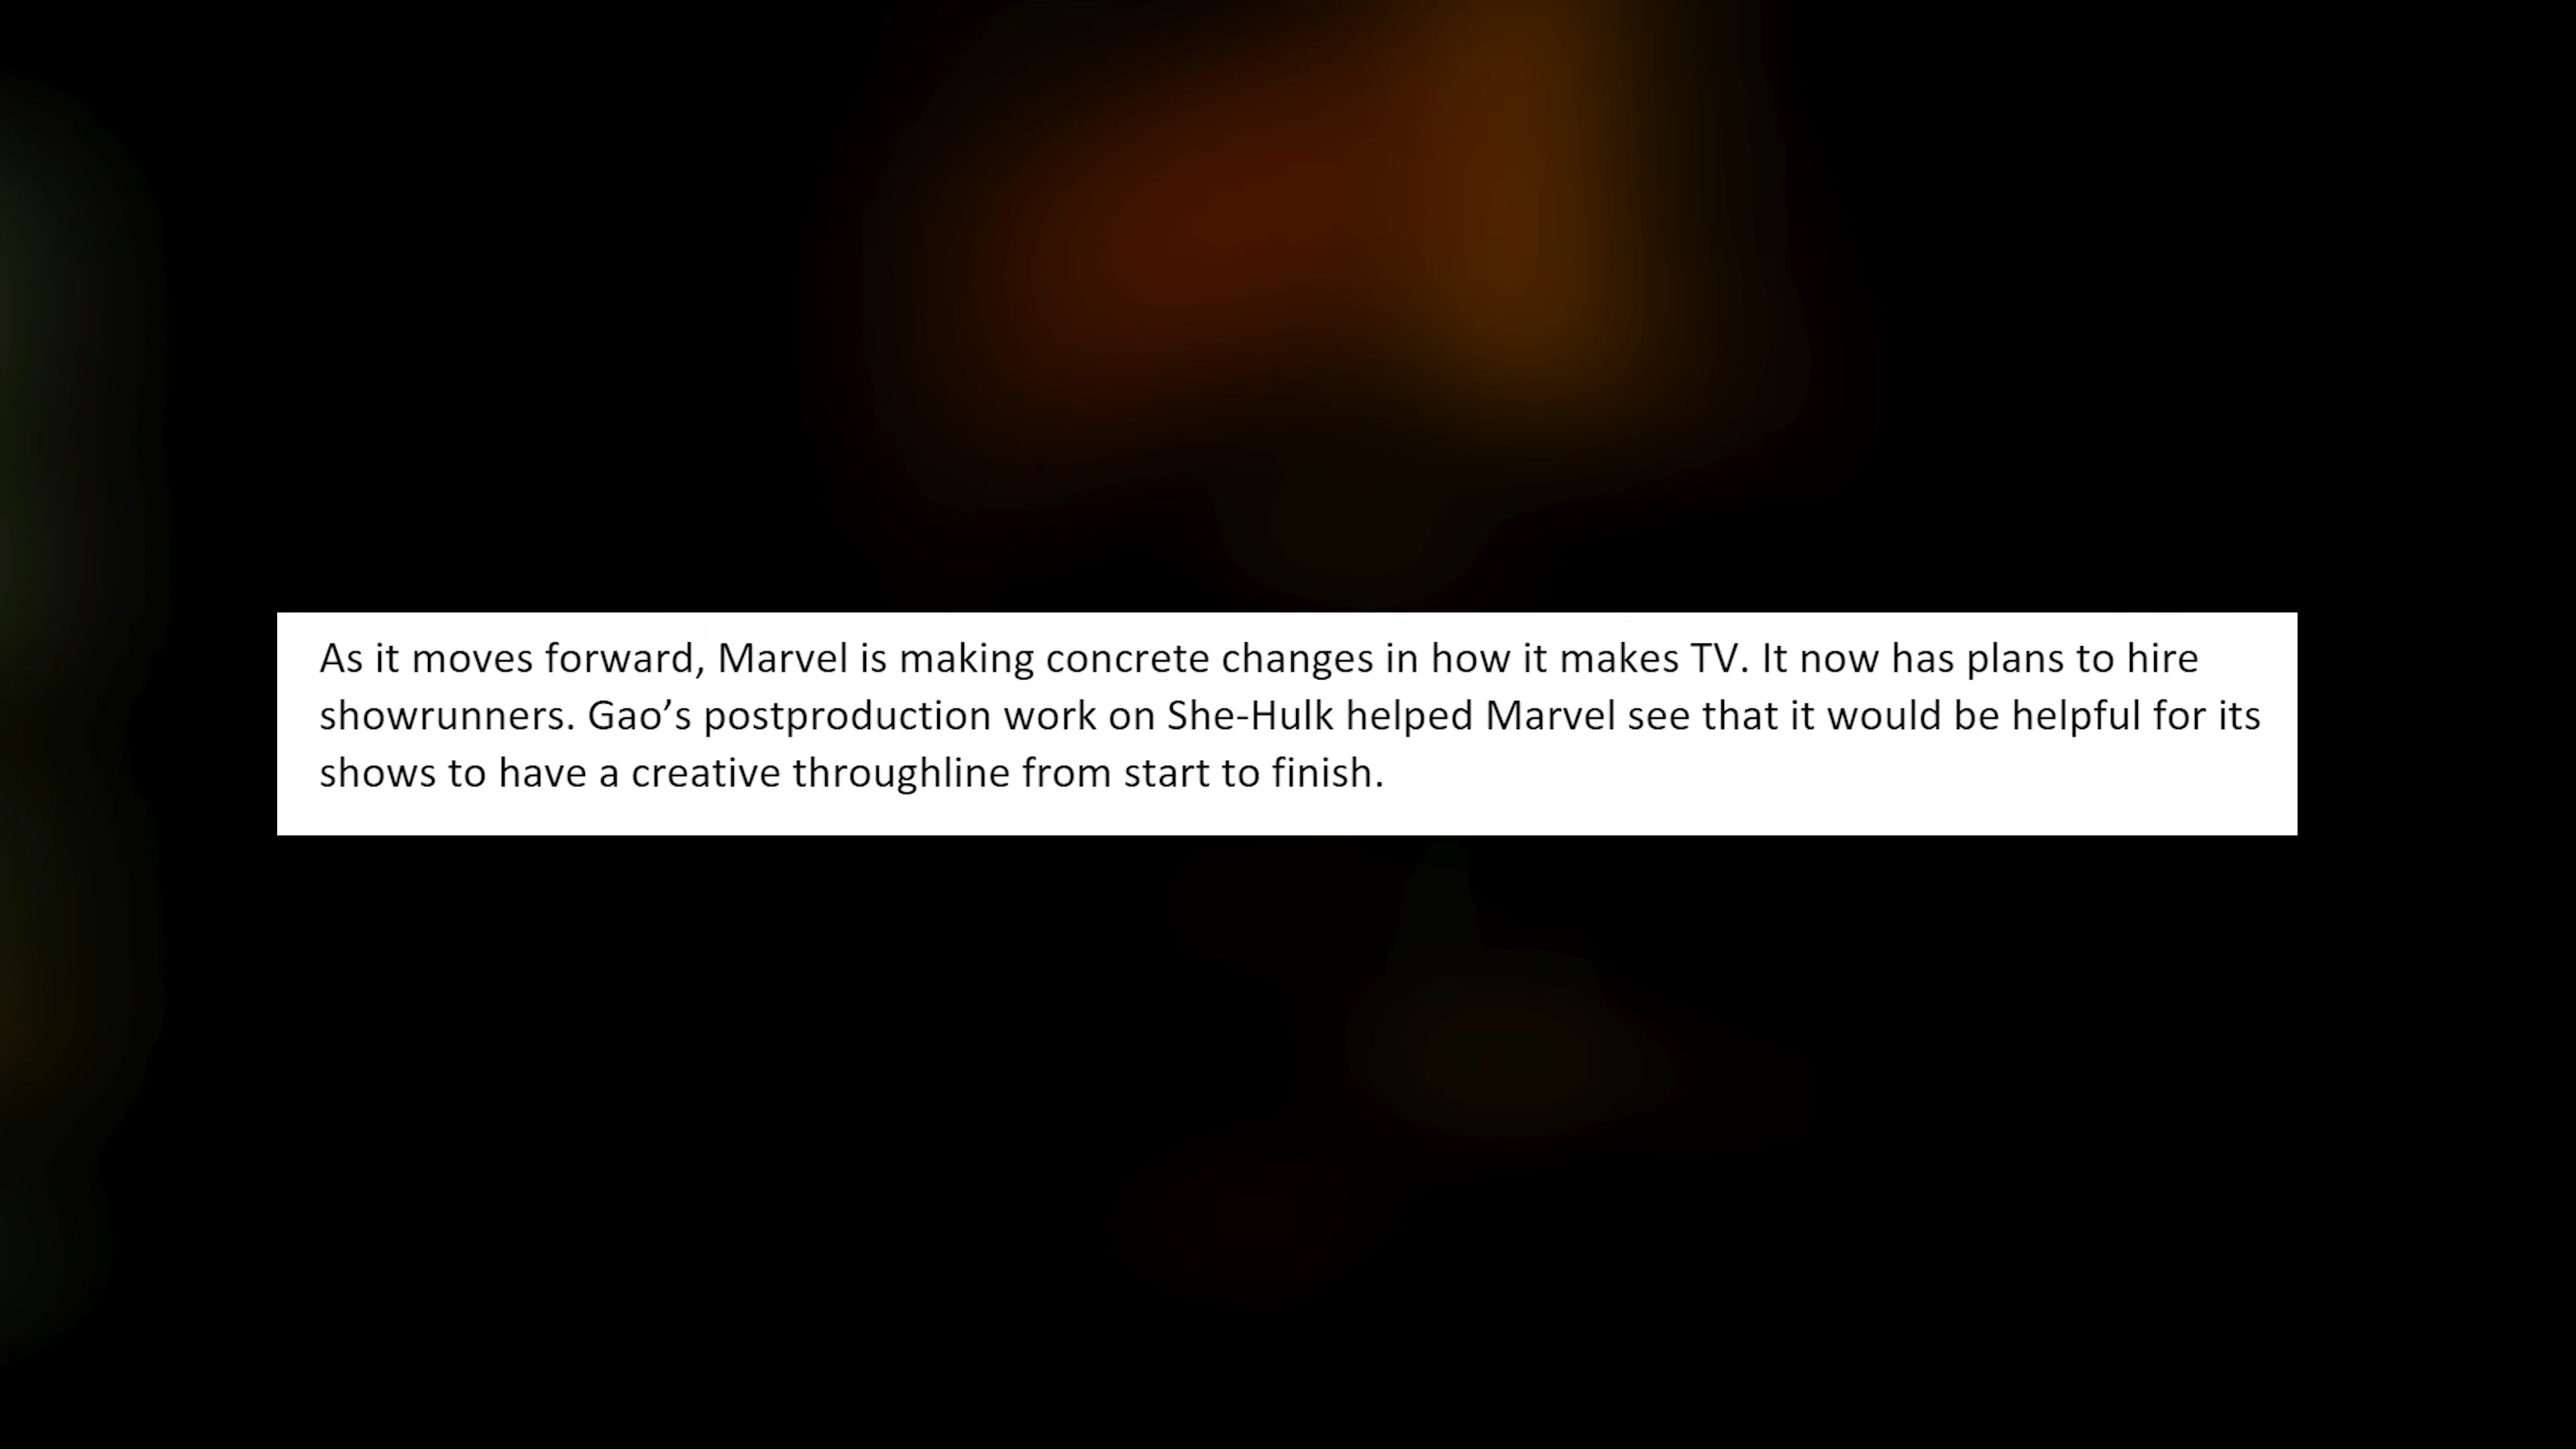 As it moves forward, Marvel is making concrete changes in how it makes TV. It now has plans to hire
showrunners. Gao’s postproduction work on She-Hulk helped Marvel see that it would be helpful for its
shows to have a creative throughline from start to finish.